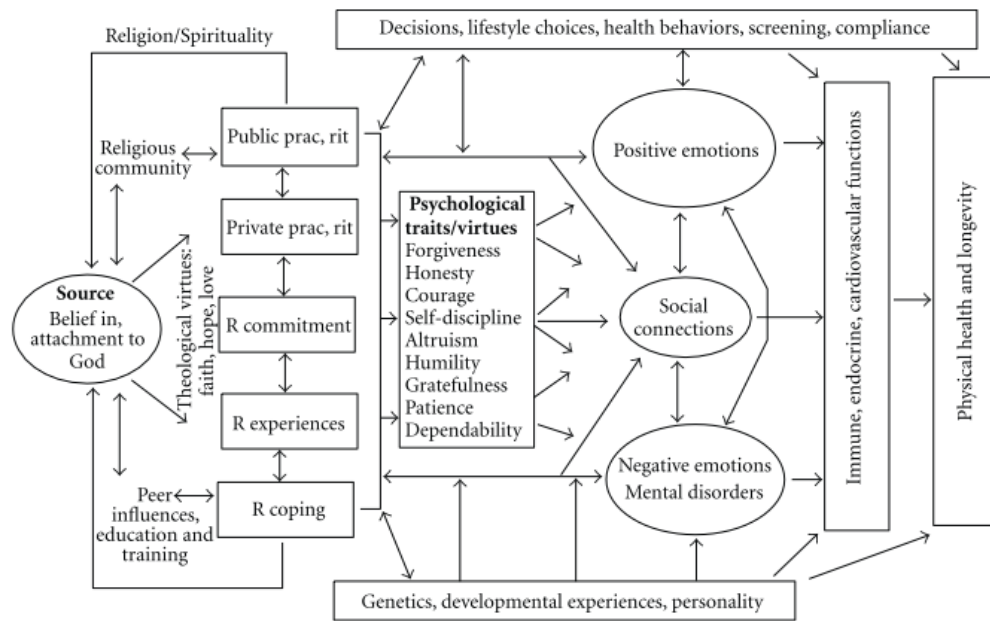 Religion/Spirituality
Decisions, lifestyle choices, health behaviors, screening, compliance
Public prac, rit
Religious
community
Private prac, rit
Theological virtues:
faith, hope, love
Source
Belief in,
attachment to
God
R commitment
R experiences
Peer
influences,
education and
training
R coping
Psychological
traits/virtues
Forgiveness
Honesty
Courage
Self-discipline
Altruism
Humility
Gratefulness
Patience
Dependability
Positive emotions
Social
connections
Negative emotions
Mental disorders
Immune, endocrine, cardiovascular functions
Physical health and longevity
Genetics, developmental experiences, personality